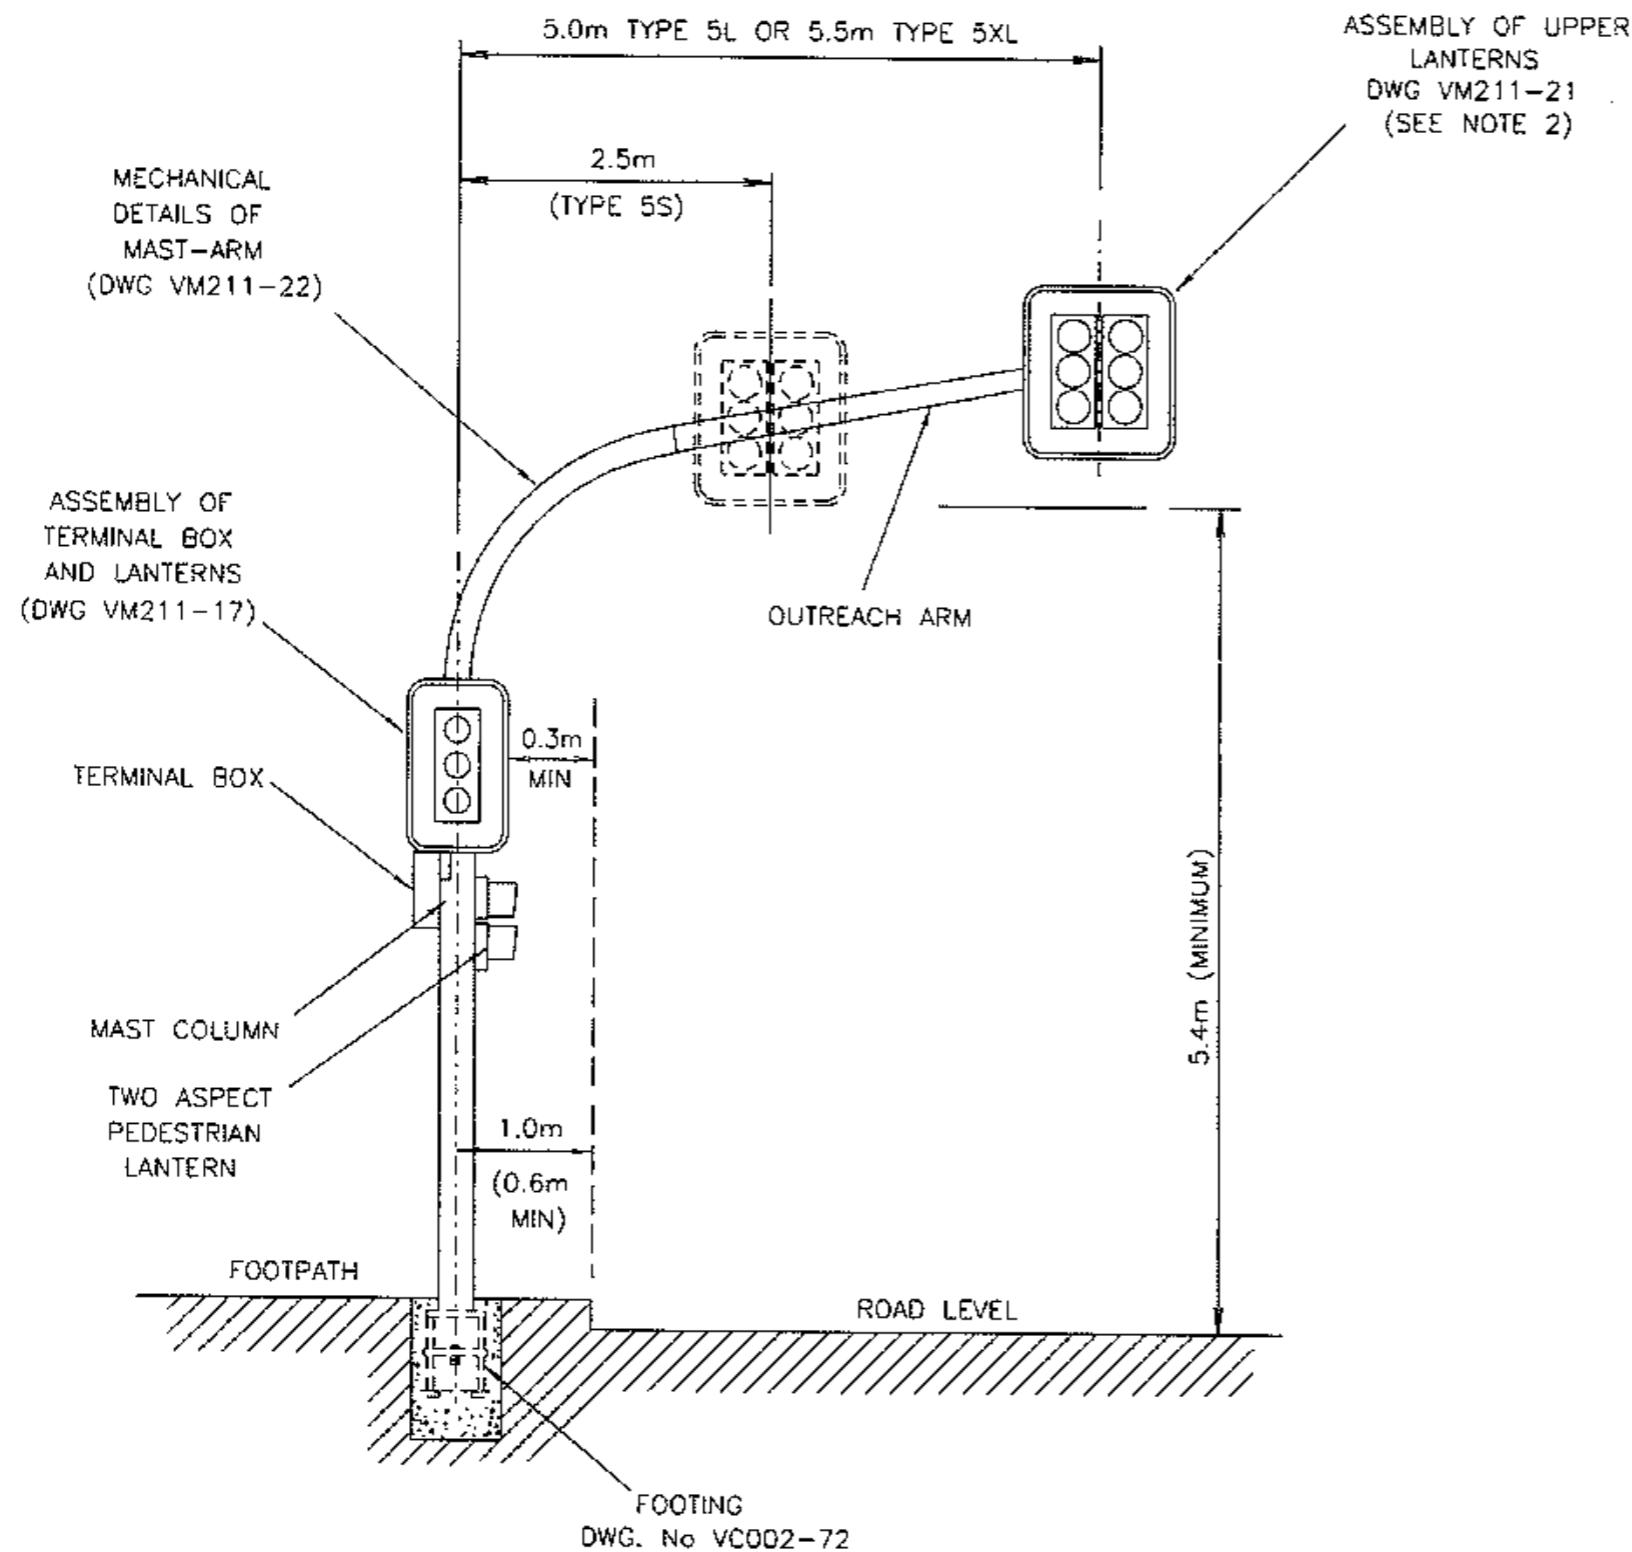 5.0m TYPE 5L OR 5.5m TYPE 5XL
ASSEMBLY OF UPPER
LANTERNS
DWG VM211-21
(SEE NOTE 2)
2.5m
(TYPE 5S)
MECHANICAL
DETAILS OF
MAST-ARM
(DWG VM211-22)
ASSEMBLY OF
TERMINAL BOX
AND LANTERNS
(DWG VM211-17)
OUTREACH ARM
0.3m
MIN
TERMINAL BOX
5.4m (MINIMUM)
MAST COLUMN
TWO ASPECT
PEDESTRIAN
LANTERN
1.0m
(0.6m
MIN)
FOOTPATH
ROAD LEVEL
FOOTING
DWG. No VC002-72